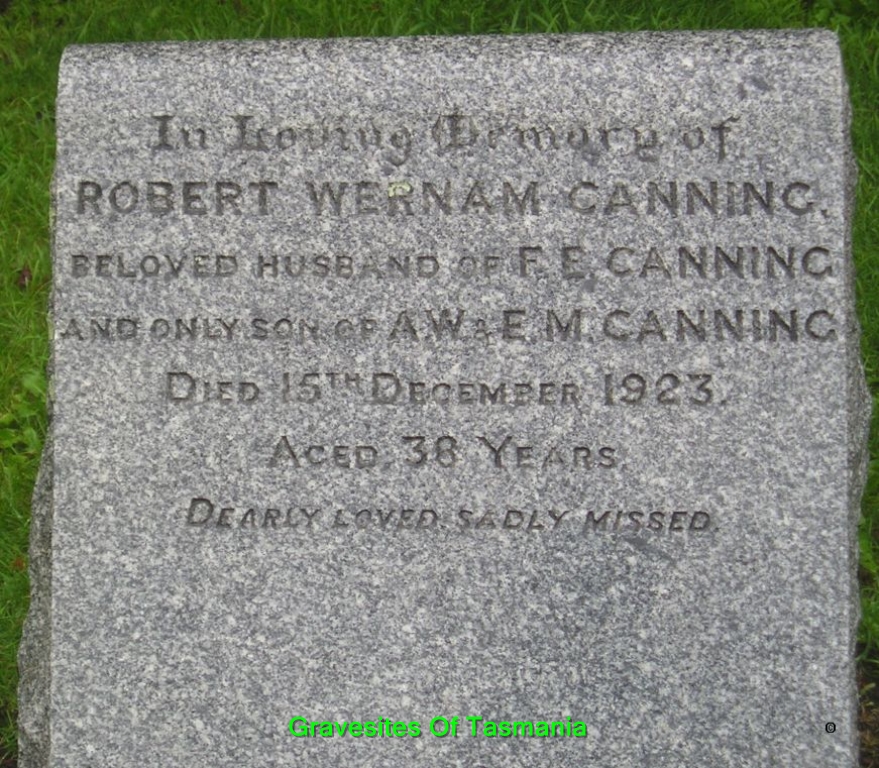 In Loving Memory of
ROBERT WERNAM CANNING.
BELOVED HUSBAND OF F. E. CANNING
AND ONLY SON OF A.W & E. M. CANNING
DIED 15TH DECEMBER 1923.
AGED 38 YEARS.
DEARLY LOVED. SADLY MISSED.
Gravesites Of Tasmania
©